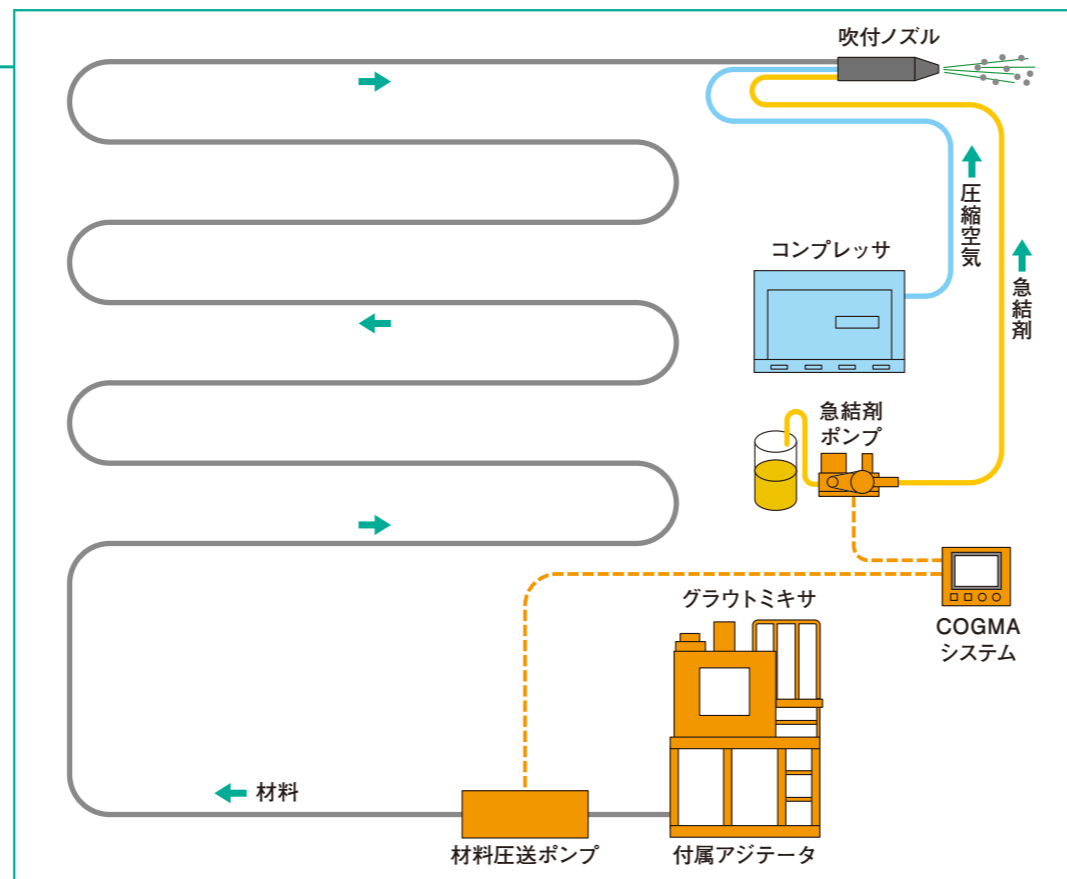 吹付ノズル
圧縮空気
急結剤
コンプレッサ
急結剤
ポンプ
グラウトミキサ
COGMA
システム
材料
材料圧送ポンプ
付属アジテータ